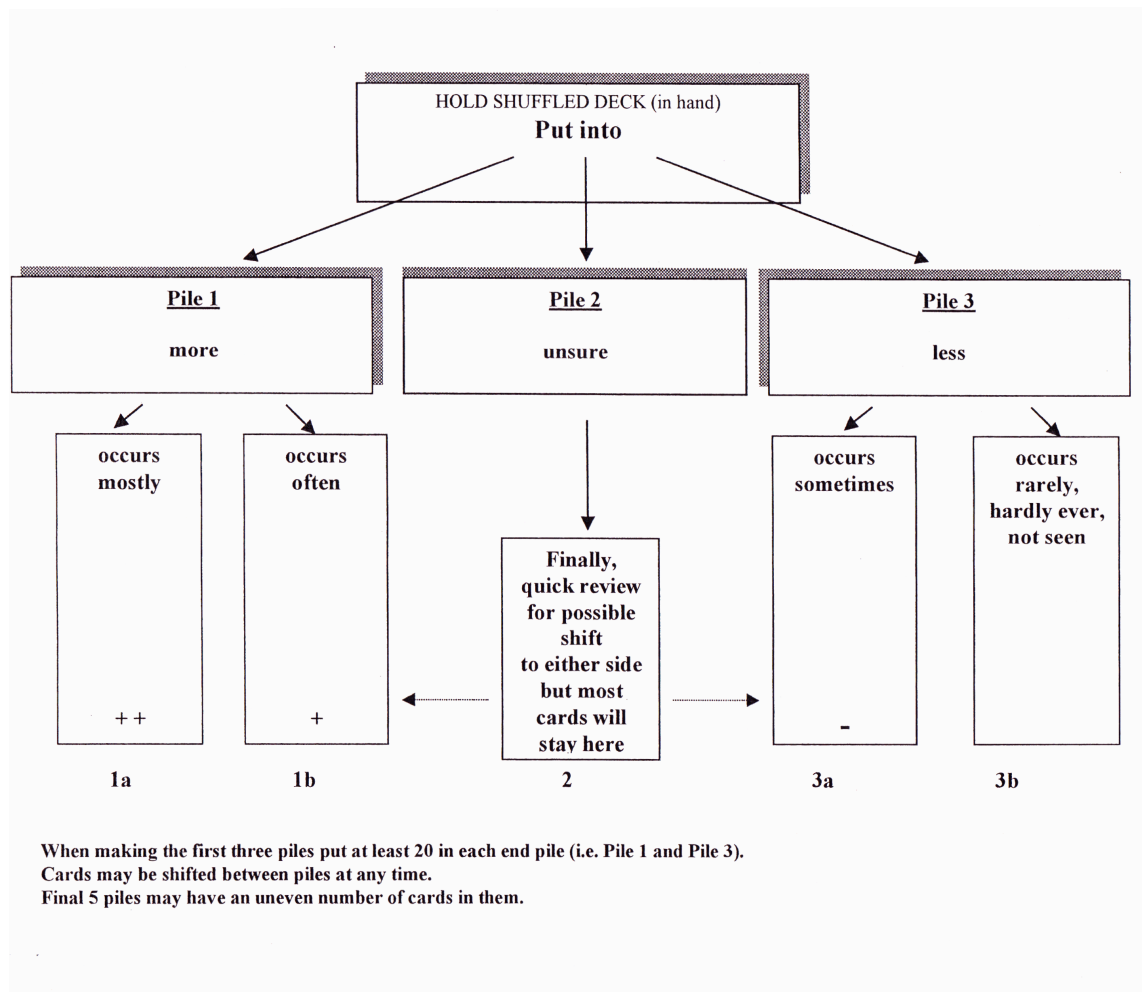 HOLD SHUFFLED DECK (in hand)
Put into
Pile 1
more
Pile 2
unsure
Pile 3
less
occurs
mostly
+ +
1a
occurs
often
+
1b
Finally,
quick review
for possible
shift
to either side
but most
cards will
stay here
2
occurs
sometimes
-
3a
occurs
rarely,
hardly ever,
not seen
3b
When making the first three piles put at least 20 in each end pile (i.e. Pile 1 and Pile 3).
Cards may be shifted between piles at any time.
Final 5 piles may have an uneven number of cards in them.